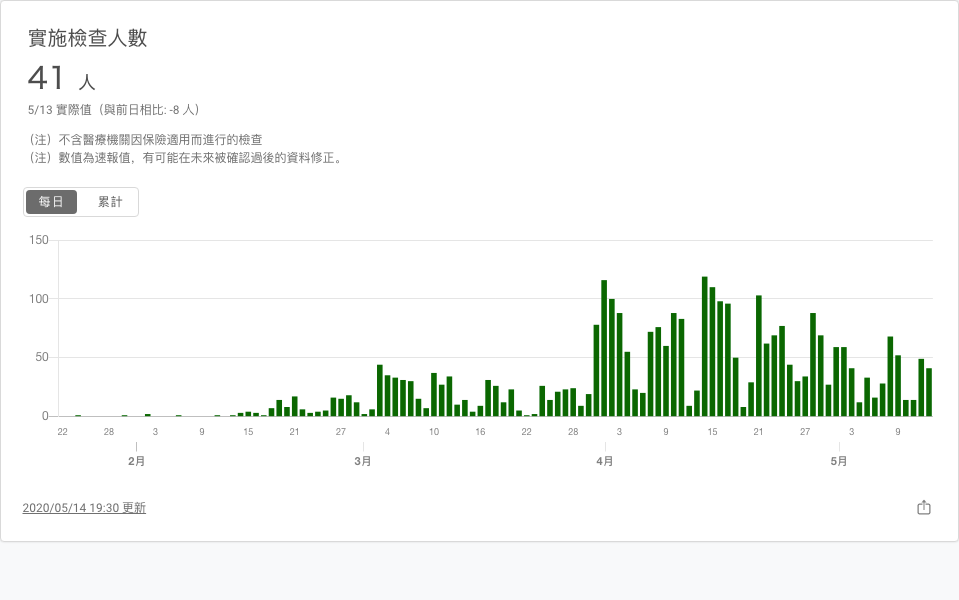 實施檢查人數
41 人
5/13 實際值（與前日相比: -8 人）
（注）不含醫療機關因保險適用而進行的檢查
（注）數值為速報值，有可能在未來被確認過後的資料修正。
每日 累計
150
100
50
0
22 28 3 9 15 21 27 4 10 16 22 28 3 9 15 21 27 3 9
2月 3月 4月 5月
2020/05/14 19:30 更新